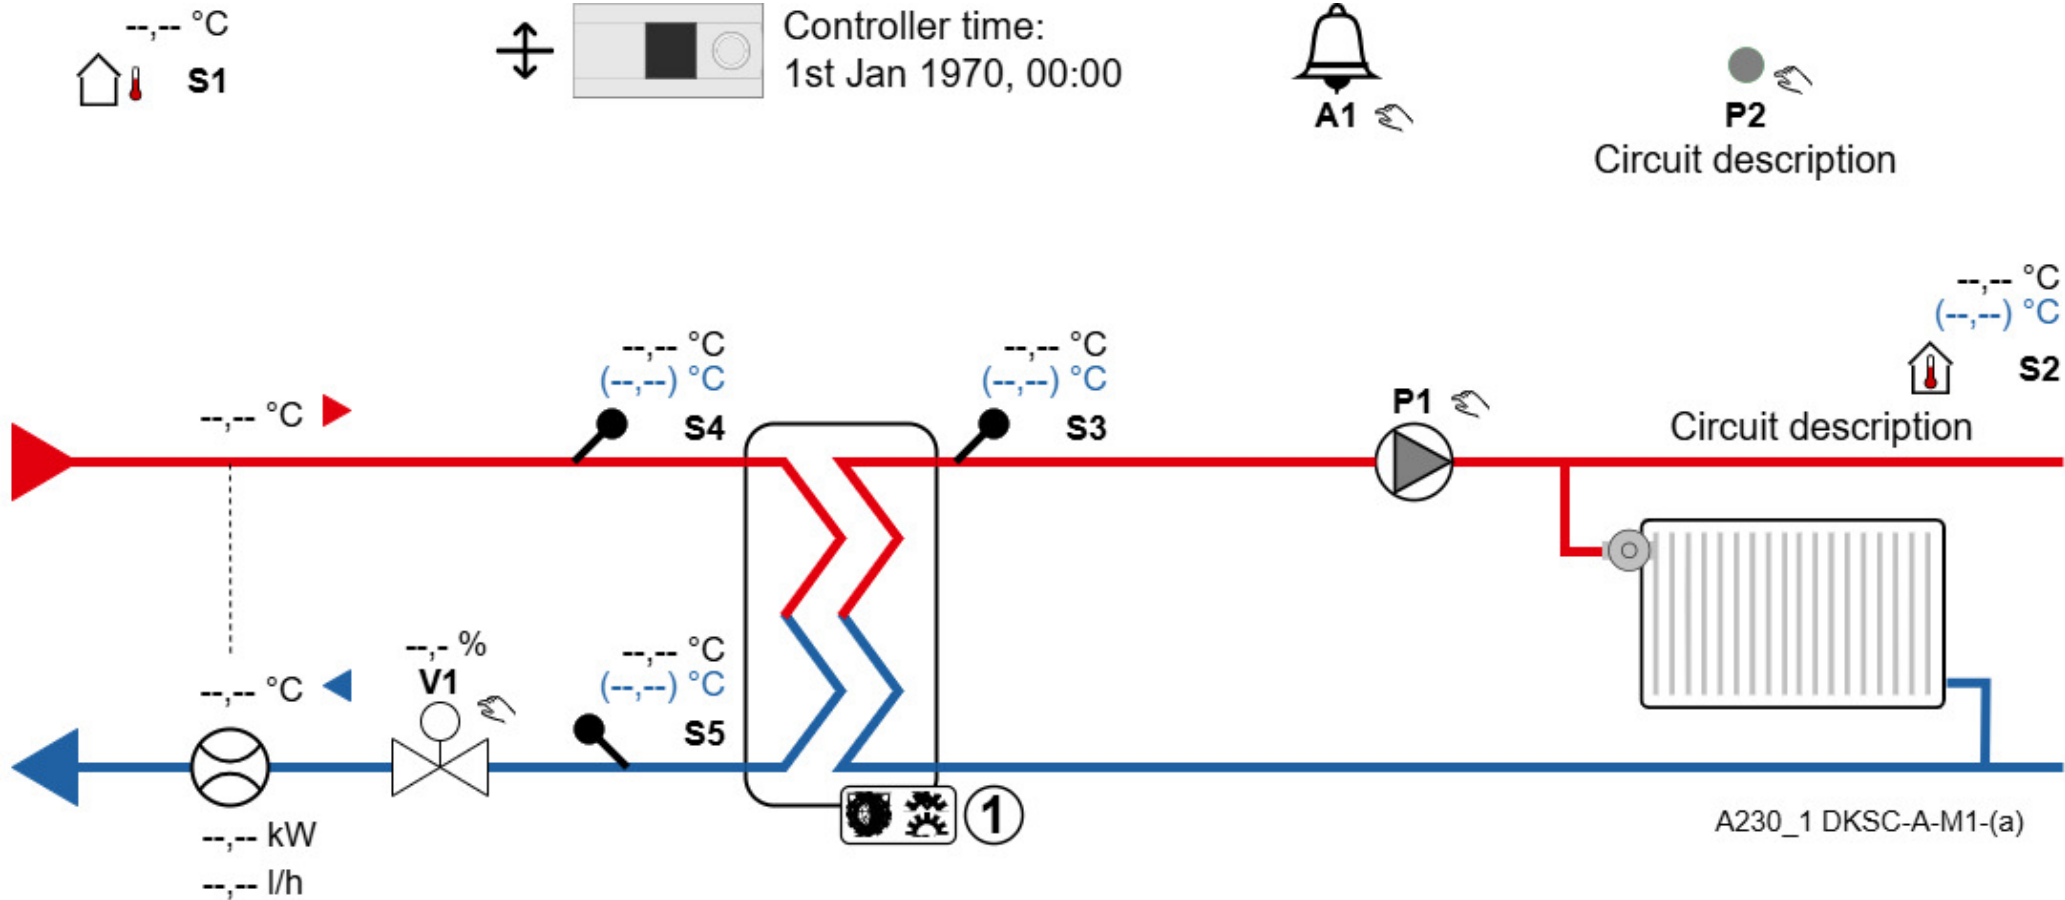 --,-- °C
S1
Controller time:
1st Jan 1970, 00:00
A1
P2
Circuit description
--,-- °C
(--,--) °C
S2
--,-- °C
(--,--) °C
S4
--,-- °C
(--,--) °C
S3
P1
Circuit description
--,-- °C
--,-- °C
--,- %
V1
--,-- °C
(--,--) °C
S5
1
--,-- kW
--,-- l/h
A230_1 DKSC-A-M1-(a)